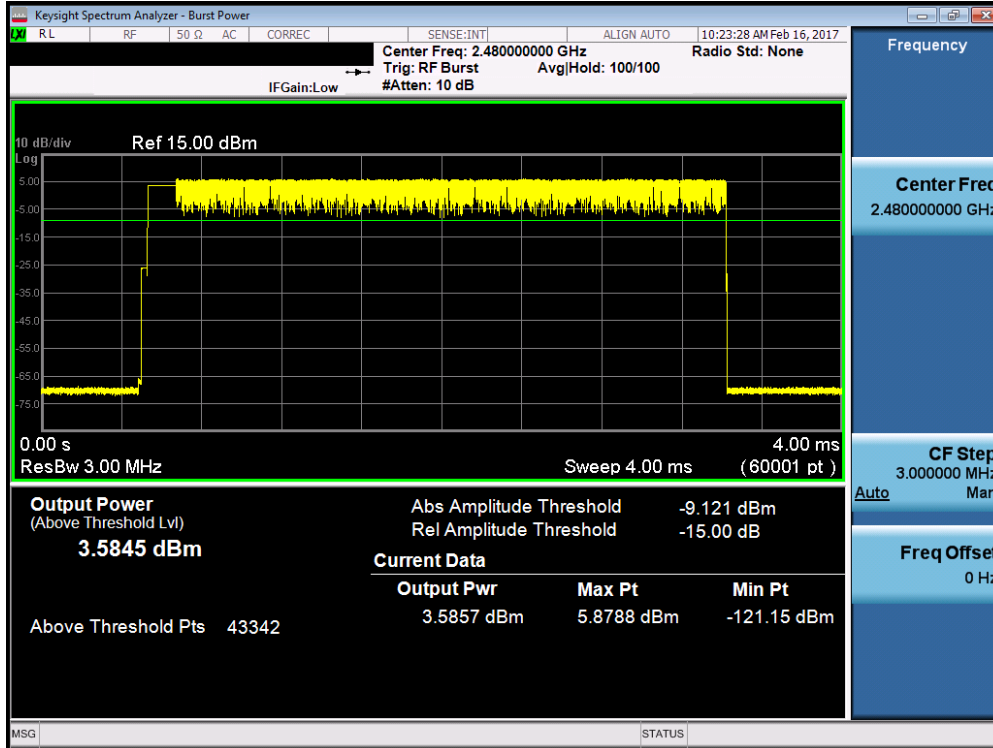 Keysight Spectrum Analyzer - Burst Power
LXI RL RF 50 Ω AC CORREC SENSE:INT ALIGN AUTO 10:23:28 AM Feb 16, 2017
Center Freq: 2.480000000 GHz Radio Std: None
Trig: RF Burst Avg|Hold: 100/100
IFGain:Low #Atten: 10 dB
Frequency
10 dB/div Ref 15.00 dBm
Log
5.00
-5.00
-15.0
-25.0
-35.0
-45.0
-55.0
-65.0
-75.0
0.00 s 4.00 ms
ResBw 3.00 MHz Sweep 4.00 ms (60001 pt)
Center Freq
2.480000000 GHz
CF Step
3.000000 MHz
Auto Man
Freq Offset
0 Hz
Output Power
(Above Threshold Lvl)
3.5845 dBm
Above Threshold Pts 43342
Abs Amplitude Threshold -9.121 dBm
Rel Amplitude Threshold -15.00 dB
Current Data
Output Pwr Max Pt Min Pt
3.5857 dBm 5.8788 dBm -121.15 dBm
MSG STATUS